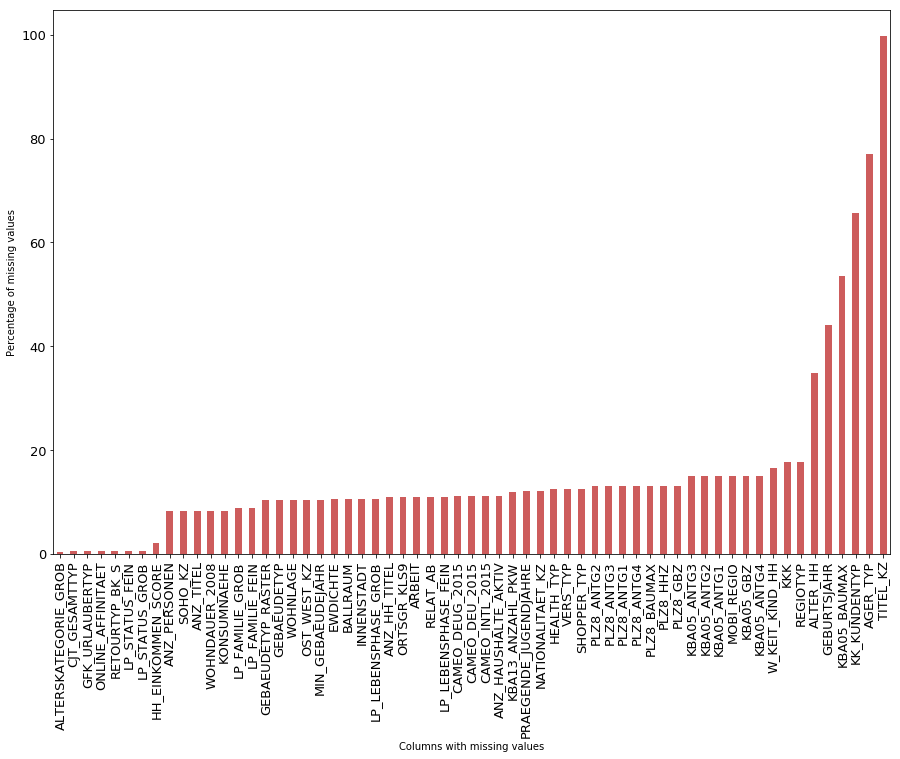 100
80
60
40
20
0
Percentage of missing values
ALTERSKATEGORIE_GROB
CJT_GESAMTTYP
GFK_URLAUBERTYP
ONLINE_AFFINITAET
RETOURTYP_BK_S
LP_STATUS_FEIN
LP_STATUS_GROB
HH_EINKOMMEN_SCORE
ANZ_PERSONEN
SOHO_KZ
ANZ_TITEL
WOHNDAUER_2008
KONSUMNAEHE
LP_FAMILIE_GROB
LP_FAMILIE_FEIN
GEBAEUDETYP_RASTER
GEBAEUDETYP
WOHNLAGE
OST_WEST_KZ
MIN_GEBAEUDEJAHR
EWDICHTE
BALLRAUM
INNENSTADT
LP_LEBENSPHASE_GROB
ANZ_HH_TITEL
ORTSGR_KLS9
ARBEIT
RELAT_AB
LP_LEBENSPHASE_FEIN
CAMEO_DEUG_2015
CAMEO_DEU_2015
CAMEO_INTL_2015
ANZ_HAUSHALTE_AKTIV
KBA13_ANZAHL_PKW
PRAEGENDE_JUGENDJAHRE
NATIONALITAET_KZ
HEALTH_TYP
VERS_TYP
SHOPPER_TYP
PLZ8_ANTG2
PLZ8_ANTG3
PLZ8_ANTG1
PLZ8_ANTG4
PLZ8_BAUMAX
PLZ8_HHZ
PLZ8_GBZ
KBA05_ANTG3
KBA05_ANTG2
KBA05_ANTG1
MOBI_REGIO
KBA05_GBZ
KBA05_ANTG4
W_KEIT_KIND_HH
KKK
REGIOTYP
ALTER_HH
GEBURTSJAHR
KBA05_BAUMAX
KK_KUNDENTYP
AGER_TYP
TITEL_KZ
Columns with missing values